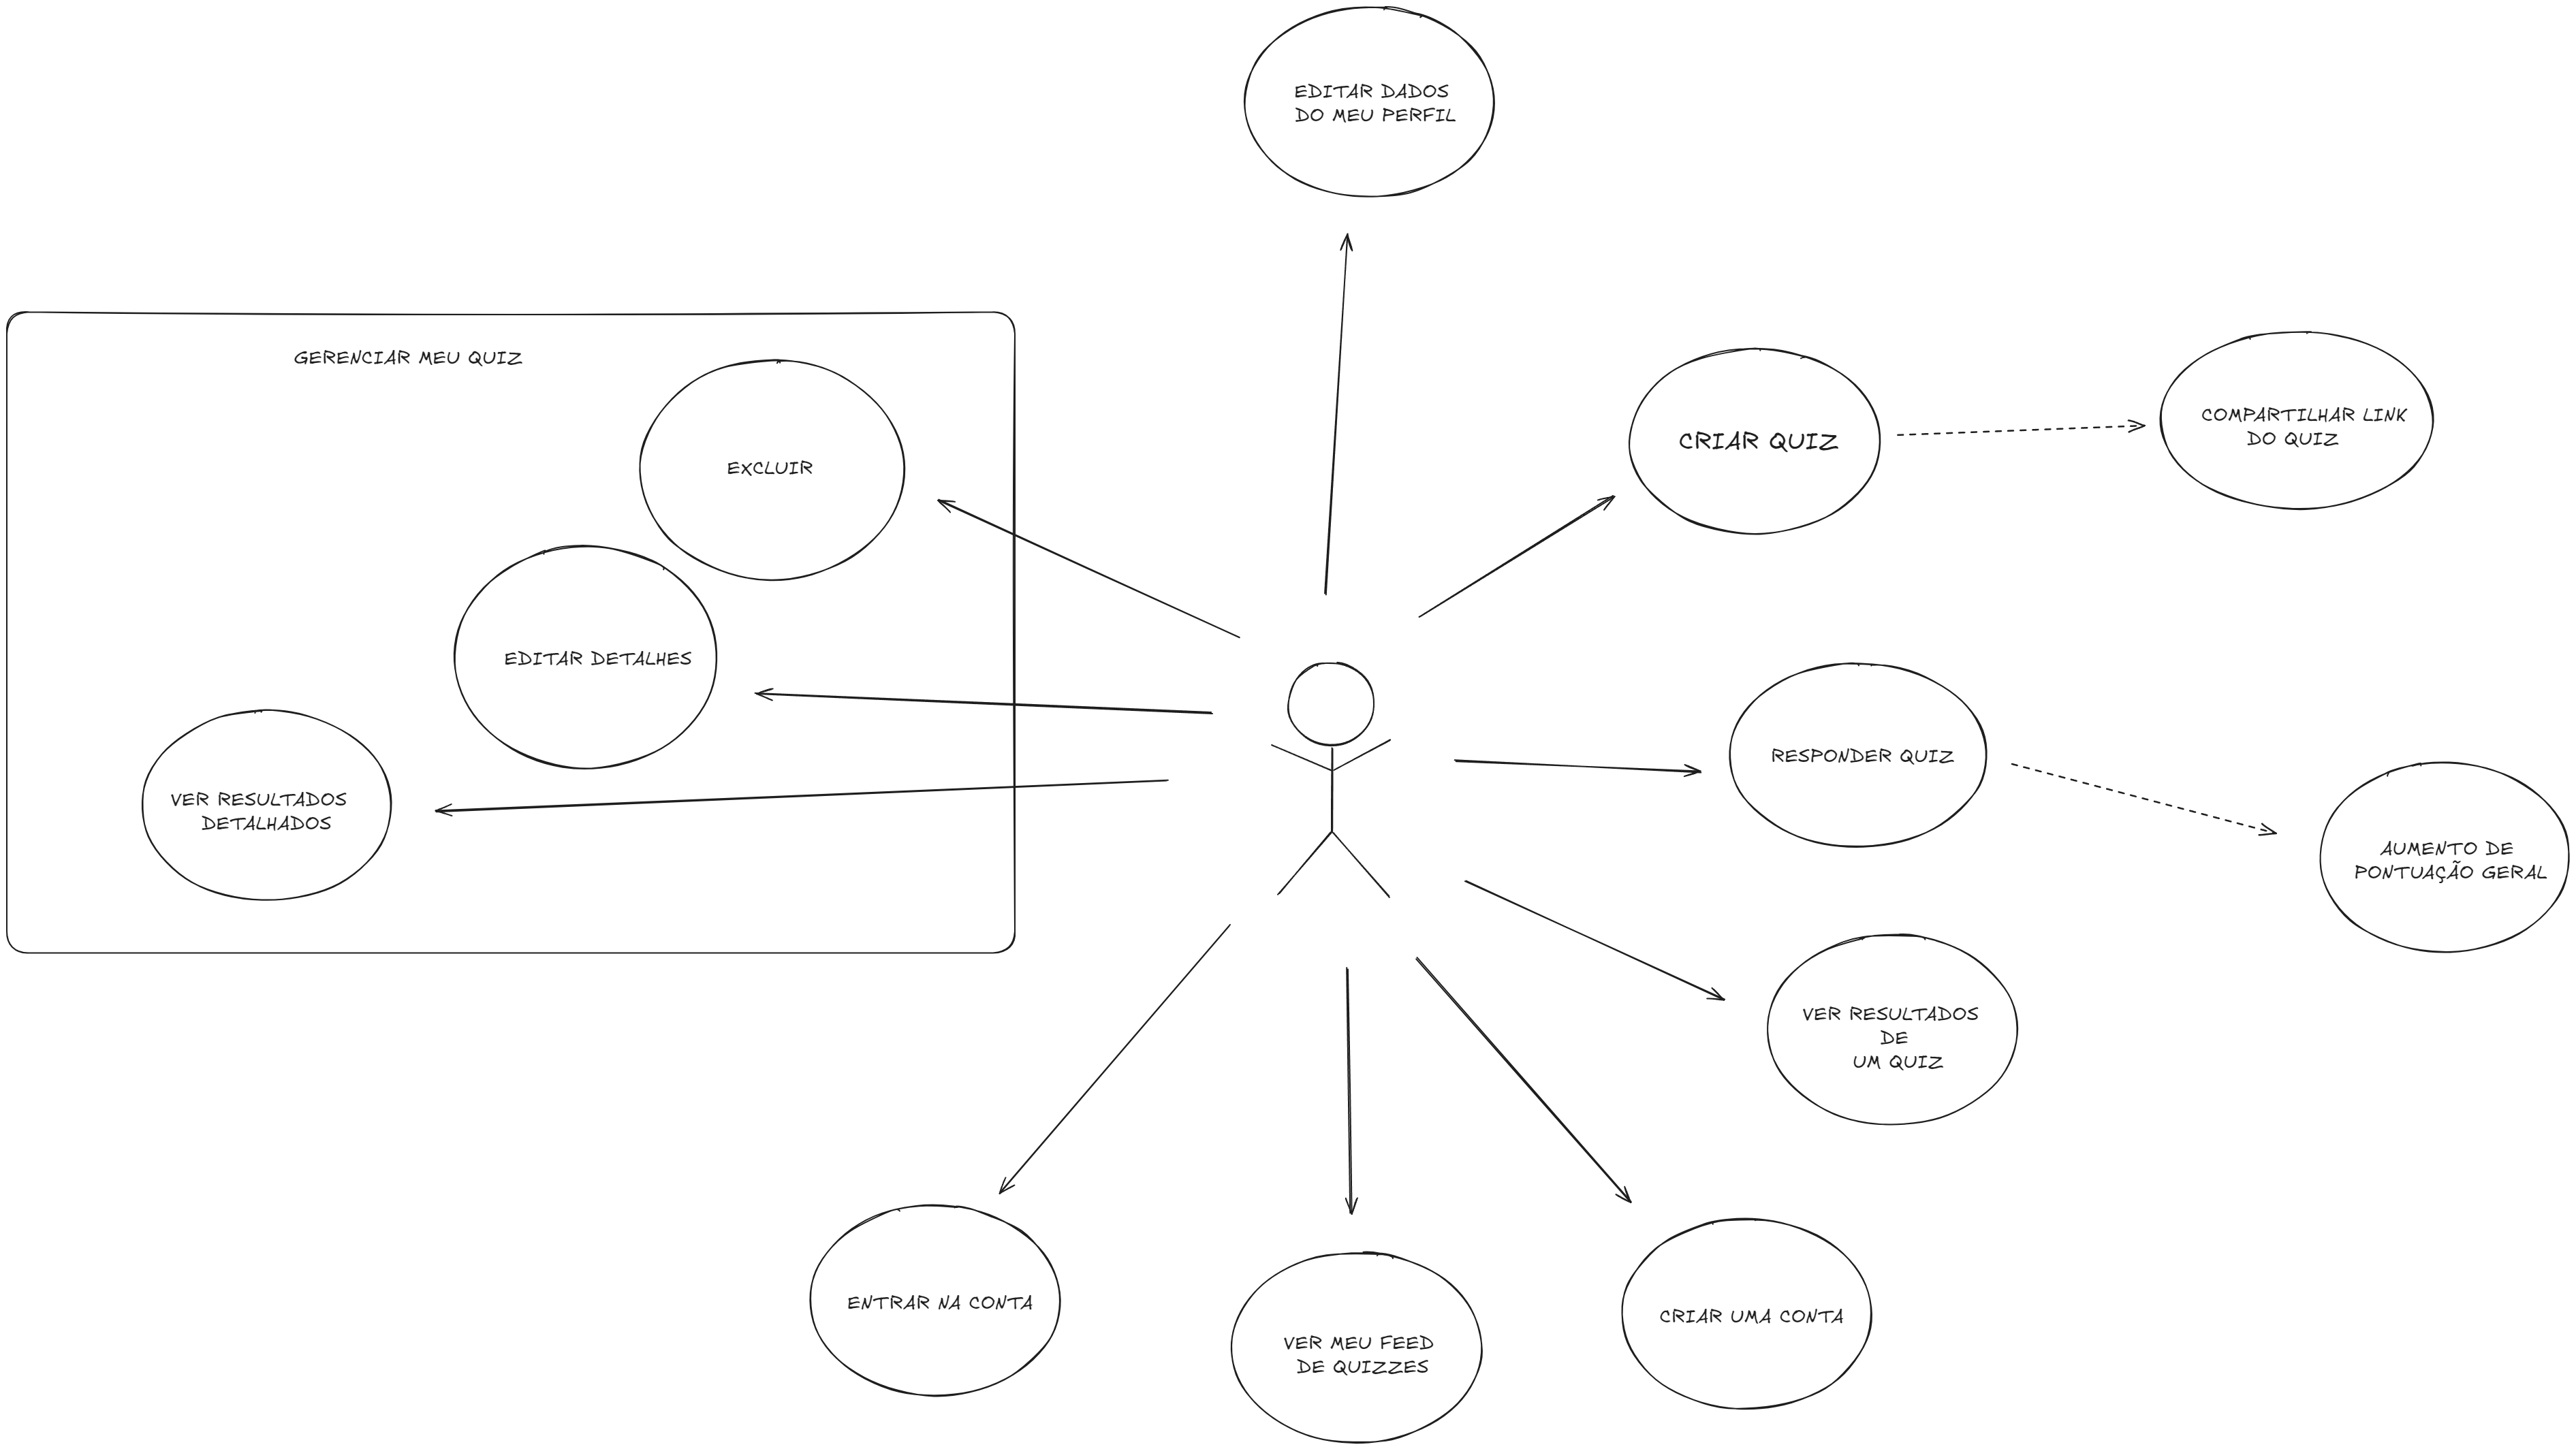 EDITAR DADOS
DO MEU PERFIL
GERENCIAR MEU QUIZ
EXCLUIR
EDITAR DETALHES
VER RESULTADOS
DETALHADOS
CRIAR QUIZ
COMPARTILHAR LINK
DO QUIZ
RESPONDER QUIZ
AUMENTO DE
PONTUAÇÃO GERAL
VER RESULTADOS
DE
UM QUIZ
ENTRAR NA CONTA
VER MEU FEED
DE QUIZZES
CRIAR UMA CONTA